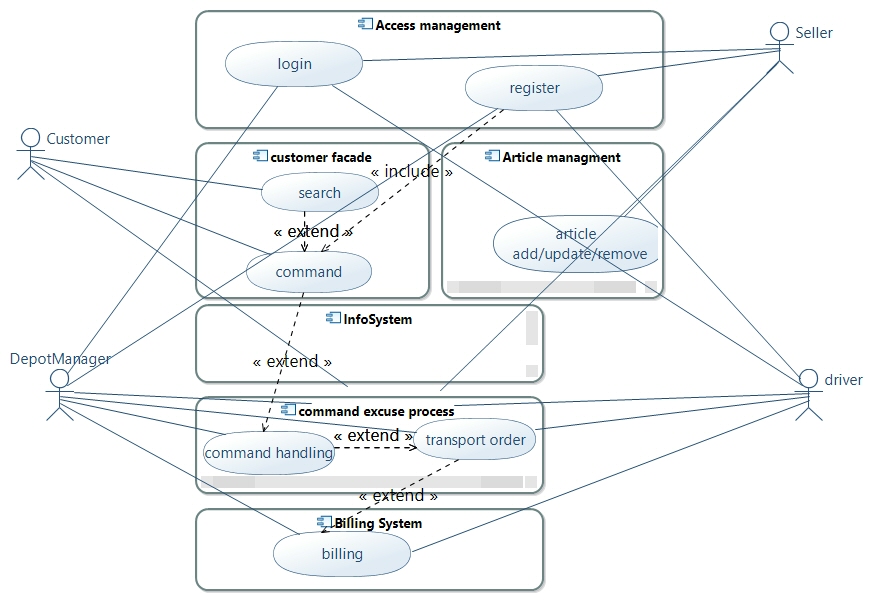 Access management
Seller
login
register
Customer
customer facade
Article managment
« include »
search
« extend »
article
add/update/remove
command
InfoSystem
DepotManager
« extend »
driver
command excuse process
« extend »
transport order
command handling
« extend »
Billing System
billing